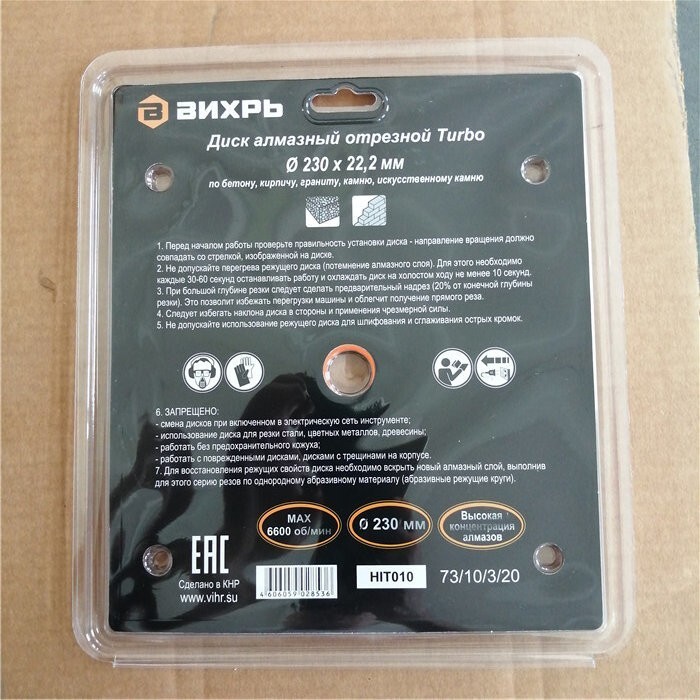 ВИХРЬ
Диск алмазный отрезной Turbo
Ø 230 x 22,2 мм
по бетону, кирпичу, граниту, камню, искусственному камню
1. Перед началом работы проверьте правильность установки диска - направление вращения должно
совпадать со стрелкой, изображенной на диске.
2. Не допускайте перегрева режущего диска (потемнение алмазного слоя). Для этого необходимо
каждые 30-60 секунд останавливать работу и охлаждать диск на холостом ходу не менее 10 секунд.
3. При большой глубине резки следует сделать предварительный надрез (20% от конечной глубины
резки). Это позволит избежать перегрузки машины и облегчит получение прямого реза.
4. Следует избегать наклона диска в стороны и применения чрезмерной силы.
5. Не допускайте использование режущего диска для шлифования и сглаживания острых кромок.
6. ЗАПРЕЩЕНО:
- смена дисков при включенном в электрическую сеть инструменте;
- использование диска для резки стали, цветных металлов, древесины;
- работать без предохранительного кожуха;
- работать с поврежденными дисками, дисками с трещинами на корпусе.
7. Для восстановления режущих свойств диска необходимо вскрыть новый алмазный слой, выполнив
для этого серию резов по однородному абразивному материалу (абразивные режущие круги).
MAX
6600 об/мин
Ø 230 мм
Высокая
концентрация
алмазов
EAC
Сделано в КНР
www.vihr.su
4606059028536
HIT010
73/10/3/20